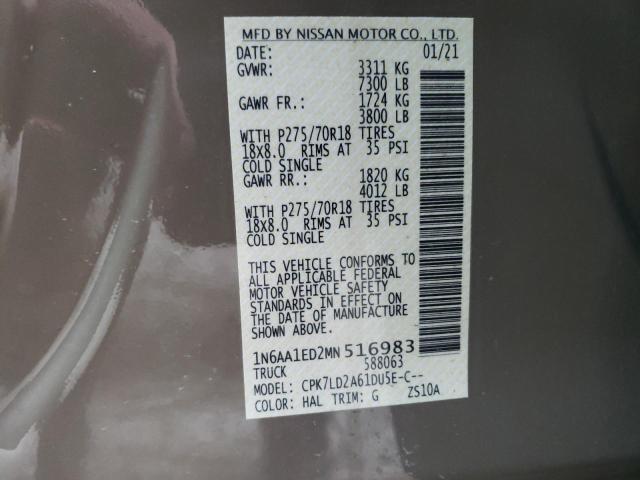 MFD BY NISSAN MOTOR CO., LTD.
DATE: 01/21
GVWR: 3311 KG
7300 LB
GAWR FR.: 1724 KG
3800 LB
WITH P275/70R18 TIRES
18X8.0 RIMS AT 35 PSI
COLD SINGLE
GAWR RR.: 1820 KG
4012 LB
WITH P275/70R18 TIRES
18X8.0 RIMS AT 35 PSI
COLD SINGLE
THIS VEHICLE CONFORMS TO
ALL APPLICABLE FEDERAL
MOTOR VEHICLE SAFETY
STANDARDS IN EFFECT ON
THE DATE OF MANUFACTURE
SHOWN ABOVE.
1N6AA1ED2MN516983
TRUCK 588063
MODEL: CPK7LD2A61DU5E-C--
COLOR: HAL TRIM: G ZS10A